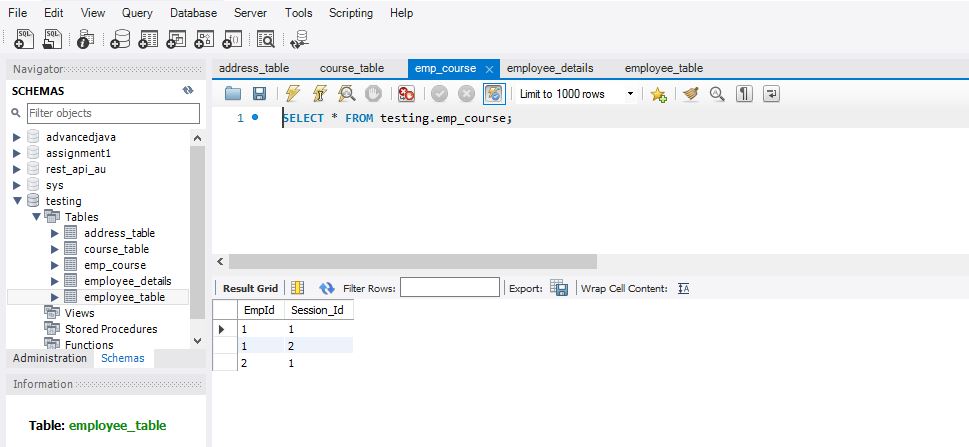 File Edit View Query Database Server Tools Scripting Help
SQL SQL
Navigator
SCHEMAS
Filter objects
advancedjava
assignment1
rest_api_au
sys
testing
Tables
address_table
course_table
emp_course
employee_details
employee_table
Views
Stored Procedures
Functions
Administration Schemas
Information
Table: employee_table
address_table course_table emp_course employee_details employee_table
Limit to 1000 rows
1 SELECT * FROM testing.emp_course;
Result Grid Filter Rows: Export: Wrap Cell Content:
EmpId Session_Id
1 1
1 2
2 1